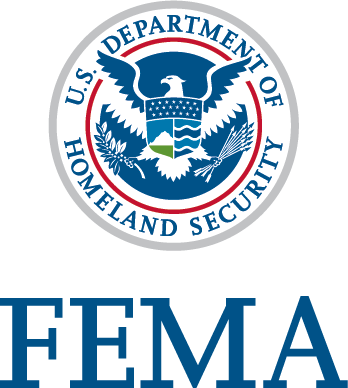 U.S. DEPARTMENT OF
HOMELAND SECURITY
FEMA